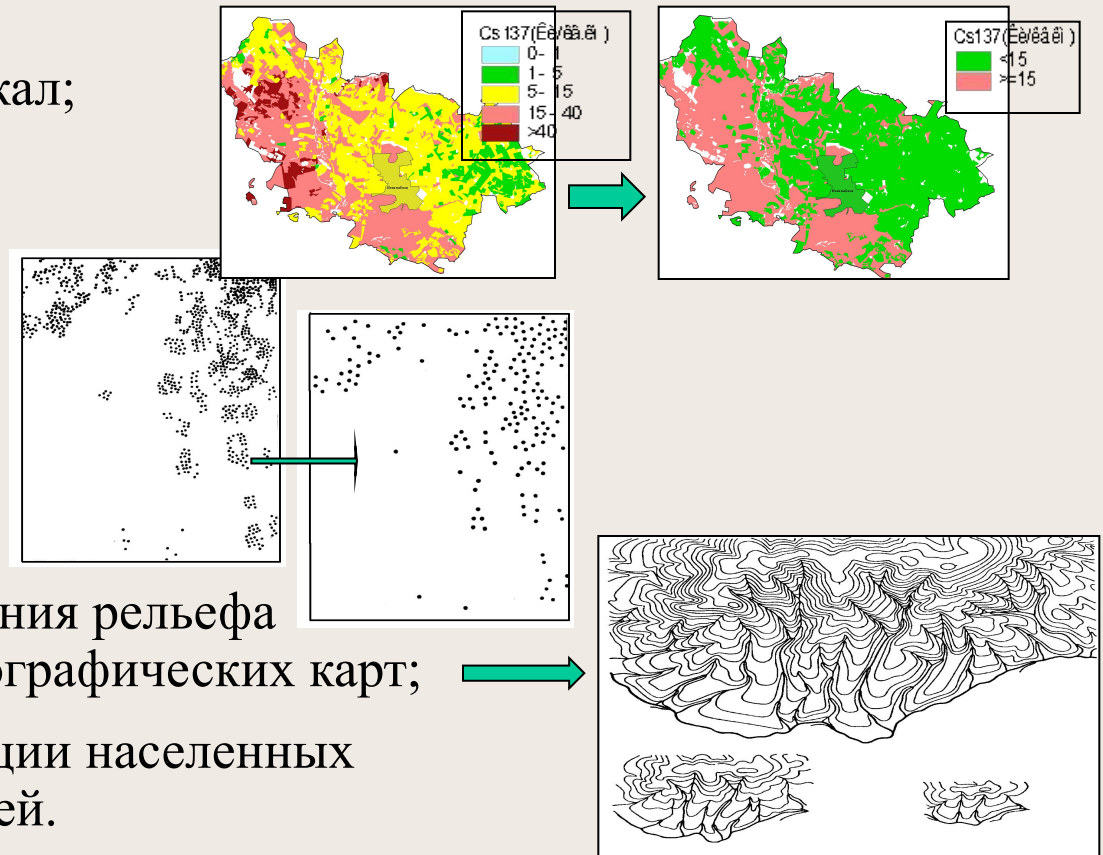 кал;
Cs137(Êè/êâ.êì )
0- 1
1- 5
5- 15
15- 40
>40
Cs137(Êè/êâ.êì )
<15
>=15
ния рельефа
ографических карт;
ции населенных
ей.